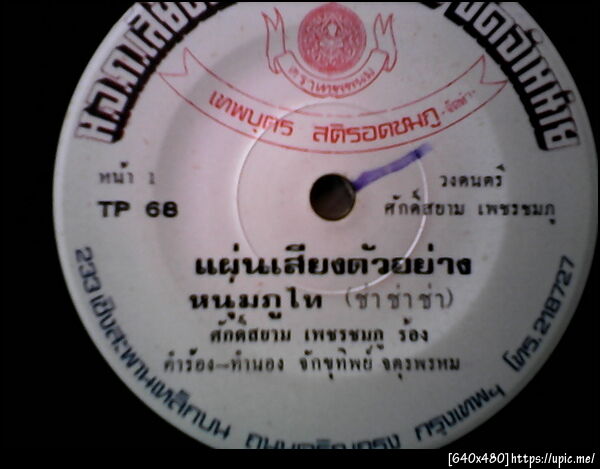 ตราเทพพนม
เทพบุตร สติรอดชมภู -จัดทำ-
หน้า 1
TP 68
วงดนตรี
ศักดิ์สยาม เพชรชมภู
แผ่นเสียงตัวอย่าง
หนุ่มภูไท (ช่า ช่า ช่า)
ศักดิ์สยาม เพชรชมภู ร้อง
คำร้อง-ทำนอง จักขุทิพย์ จตุรพรหม
233 เชิงสะพานเหล็กบน ถนนเจริญกรุง กรุงเทพฯ โทร. 218727
[640x480]https://upic.me/